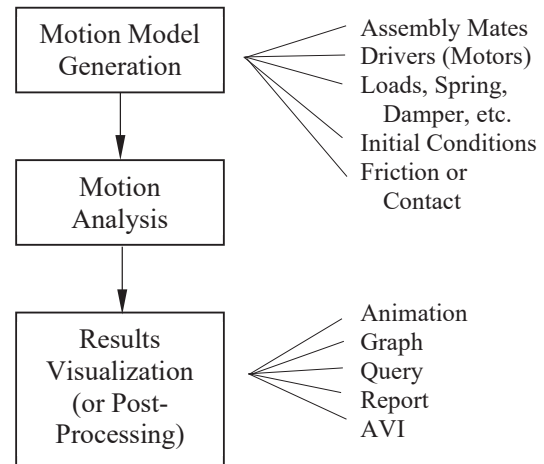 Motion Model
Generation
Assembly Mates
Drivers (Motors)
Loads, Spring,
Damper, etc.
Initial Conditions
Friction or
Contact
Motion
Analysis
Results
Visualization
(or Post-
Processing)
Animation
Graph
Query
Report
AVI